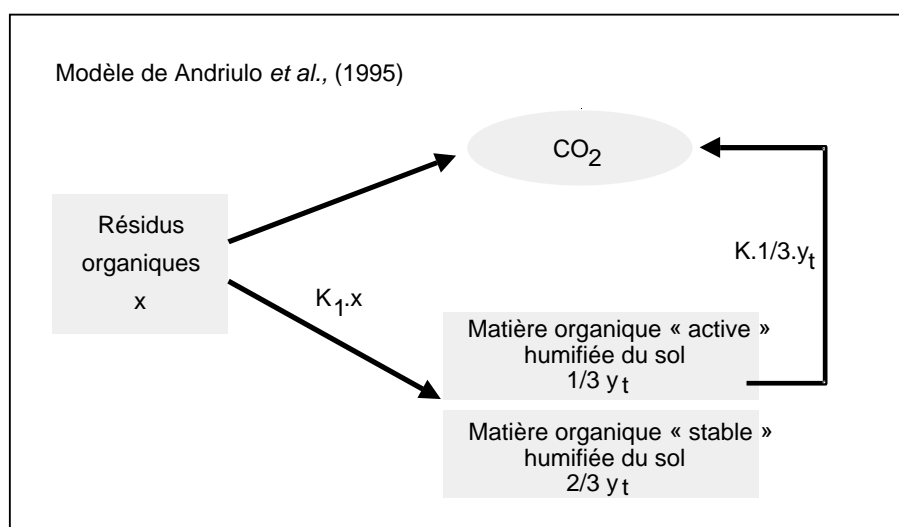 Modèle de Andriulo et al., (1995)
CO2
Résidus
organiques
x
K1.x
K.1/3.yt
Matière organique « active »
humifiée du sol
1/3 yt
Matière organique « stable »
humifiée du sol
2/3 yt